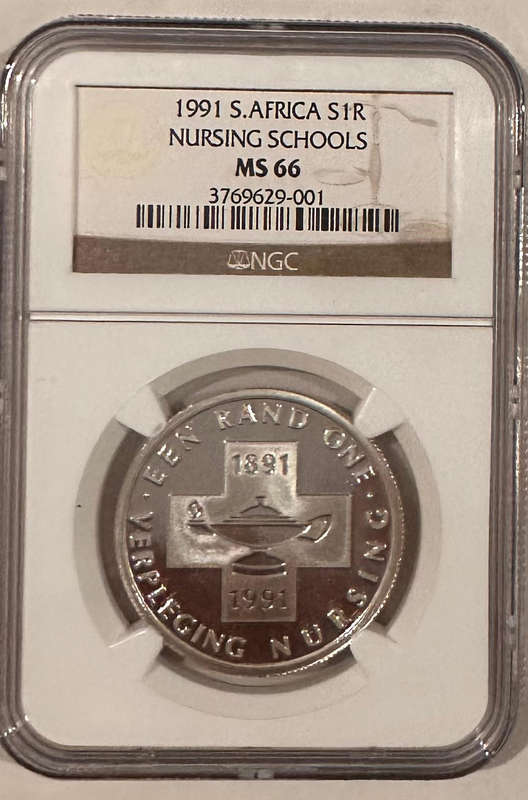 1991 S.AFRICA S1R
NURSING SCHOOLS
MS 66
3769629-001
NGC
EEN RAND ONE
1891
1991
VERPLEGING NURSING